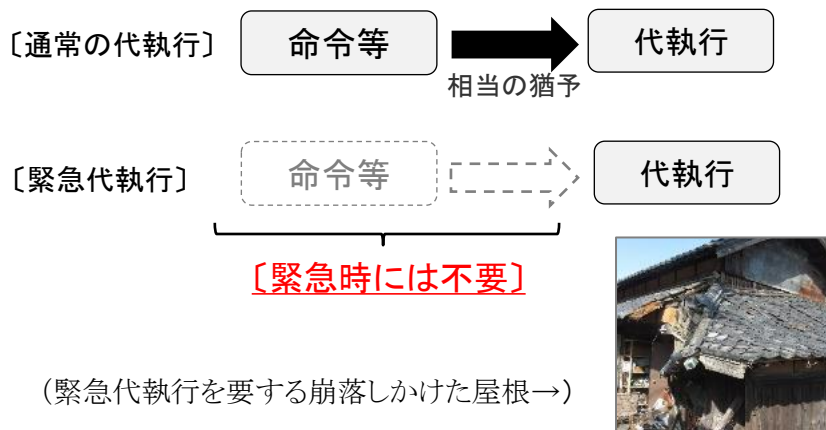 〔通常の代執行〕 命令等 代執行
相当の猶予
〔緊急代執行〕 命令等 代執行
〔緊急時には不要〕
（緊急代執行を要する崩落しかけた屋根→）